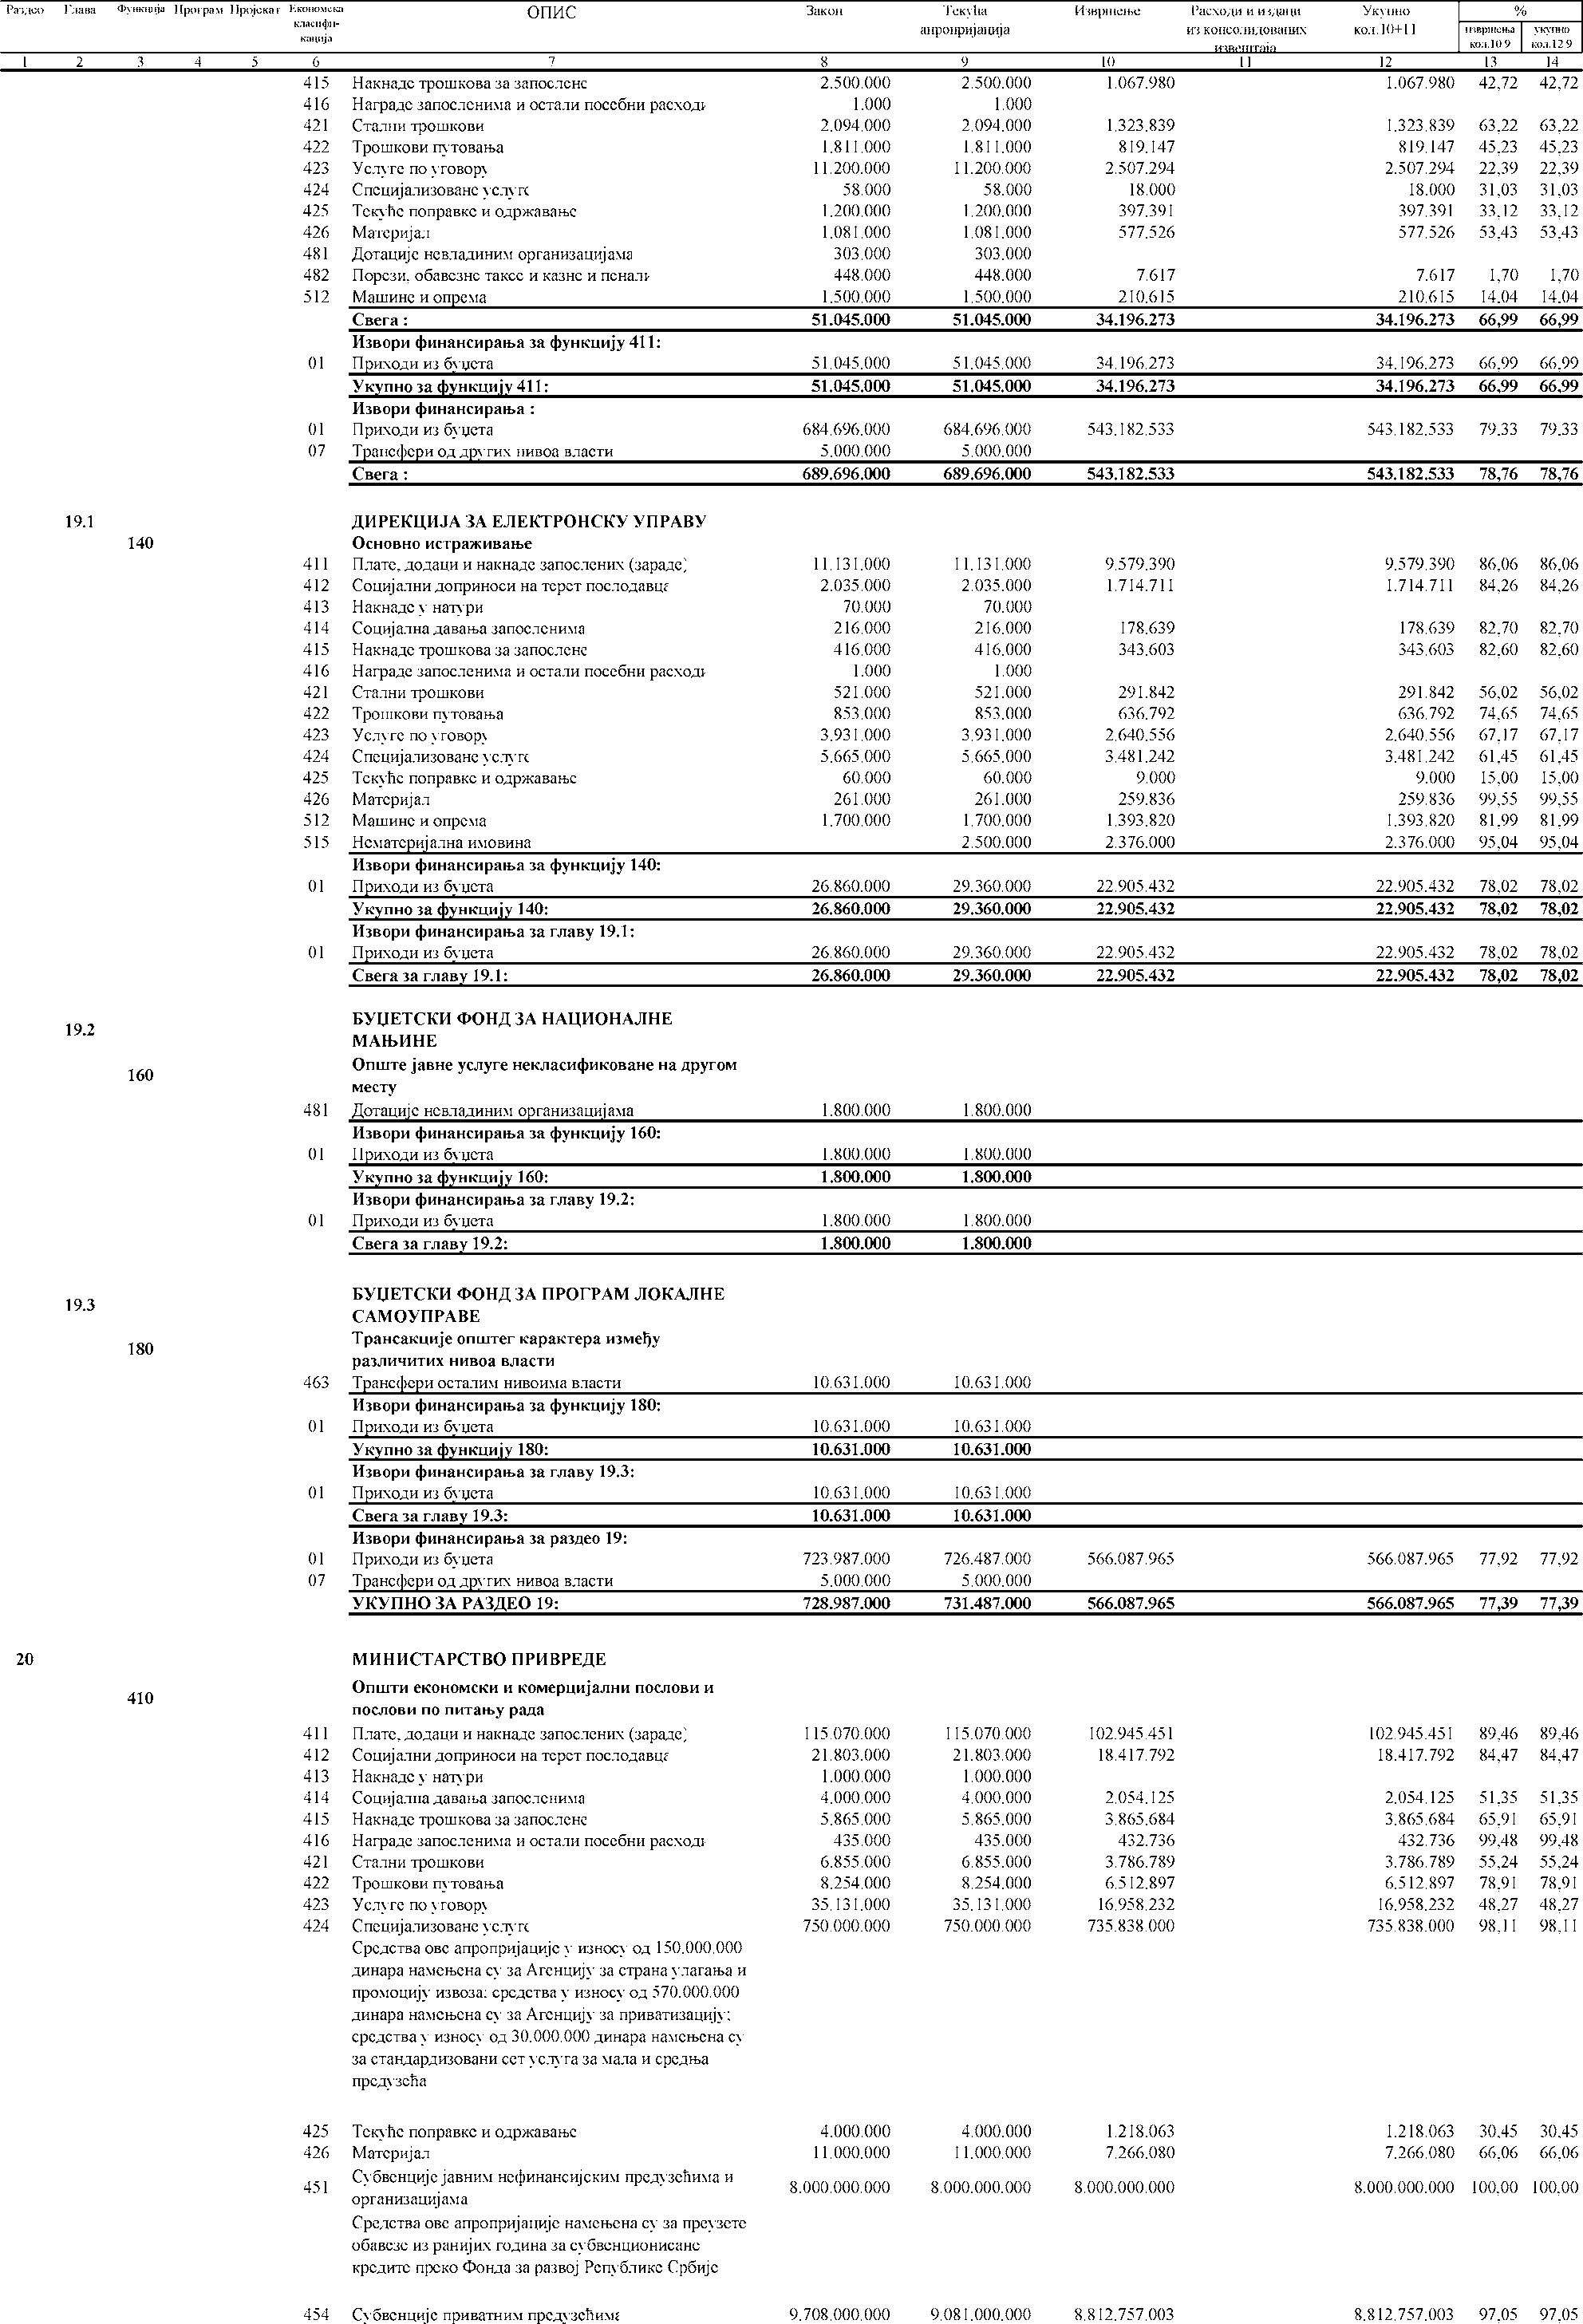 Раздео Глава Функција Програм Пројекат Економска класифи-кација ОПИС Закон Текућа апропријација Извршење Расходи и издаци из консолидованих извештаја Укупно кол.10+11 % извршења кол.10 9 укупно кол.12 9
1 2 3 4 5 6 7 8 9 10 11 12 13 14
415 Накнаде трошкова за запослене 2.500.000 2.500.000 1.067.980 1.067.980 42,72 42,72
416 Награде запосленима и остали посебни расходи 1.000 1.000
421 Стални трошкови 2.094.000 2.094.000 1.323.839 1.323.839 63,22 63,22
422 Трошкови путовања 1.811.000 1.811.000 819.147 819.147 45,23 45,23
423 Услуге по уговору 11.200.000 11.200.000 2.507.294 2.507.294 22,39 22,39
424 Специјализоване услуге 58.000 58.000 18.000 18.000 31,03 31,03
425 Текуће поправке и одржавање 1.200.000 1.200.000 397.391 397.391 33,12 33,12
426 Материјал 1.081.000 1.081.000 577.526 577.526 53,43 53,43
481 Дотације невладиним организацијама 303.000 303.000
482 Порези, обавезне таксе и казне и пенали 448.000 448.000 7.617 7.617 1,70 1,70
512 Машине и опрема 1.500.000 1.500.000 210.615 210.615 14,04 14,04
Свега : 51.045.000 51.045.000 34.196.273 34.196.273 66,99 66,99
Извори финансирања за функцију 411:
01 Приходи из буџета 51.045.000 51.045.000 34.196.273 34.196.273 66,99 66,99
Укупно за функцију 411: 51.045.000 51.045.000 34.196.273 34.196.273 66,99 66,99
Извори финансирања :
01 Приходи из буџета 684.696.000 684.696.000 543.182.533 543.182.533 79,33 79,33
07 Трансфери од других нивоа власти 5.000.000 5.000.000
Свега : 689.696.000 689.696.000 543.182.533 543.182.533 78,76 78,76
19.1 ДИРЕКЦИЈА ЗА ЕЛЕКТРОНСКУ УПРАВУ
140 Основно истраживање
411 Плате, додаци и накнаде запослених (зараде) 11.131.000 11.131.000 9.579.390 9.579.390 86,06 86,06
412 Социјални доприноси на терет послодавца 2.035.000 2.035.000 1.714.711 1.714.711 84,26 84,26
413 Накнаде у натури 70.000 70.000
414 Социјална давања запосленима 216.000 216.000 178.639 178.639 82,70 82,70
415 Накнаде трошкова за запослене 416.000 416.000 343.603 343.603 82,60 82,60
416 Награде запосленима и остали посебни расходи 1.000 1.000
421 Стални трошкови 521.000 521.000 291.842 291.842 56,02 56,02
422 Трошкови путовања 853.000 853.000 636.792 636.792 74,65 74,65
423 Услуге по уговору 3.931.000 3.931.000 2.640.556 2.640.556 67,17 67,17
424 Специјализоване услуге 5.665.000 5.665.000 3.481.242 3.481.242 61,45 61,45
425 Текуће поправке и одржавање 60.000 60.000 9.000 9.000 15,00 15,00
426 Материјал 261.000 261.000 259.836 259.836 99,55 99,55
512 Машине и опрема 1.700.000 1.700.000 1.393.820 1.393.820 81,99 81,99
515 Нематеријална имовина 2.500.000 2.376.000 2.376.000 95,04 95,04
Извори финансирања за функцију 140:
01 Приходи из буџета 26.860.000 29.360.000 22.905.432 22.905.432 78,02 78,02
Укупно за функцију 140: 26.860.000 29.360.000 22.905.432 22.905.432 78,02 78,02
Извори финансирања за главу 19.1:
01 Приходи из буџета 26.860.000 29.360.000 22.905.432 22.905.432 78,02 78,02
Свега за главу 19.1: 26.860.000 29.360.000 22.905.432 22.905.432 78,02 78,02
19.2 БУЏЕТСКИ ФОНД ЗА НАЦИОНАЛНЕ
МАЊИНЕ
160 Опште јавне услуге некласификоване на другом
месту
481 Дотације невладиним организацијама 1.800.000 1.800.000
Извори финансирања за функцију 160:
01 Приходи из буџета 1.800.000 1.800.000
Укупно за функцију 160: 1.800.000 1.800.000
Извори финансирања за главу 19.2:
01 Приходи из буџета 1.800.000 1.800.000
Свега за главу 19.2: 1.800.000 1.800.000
19.3 БУЏЕТСКИ ФОНД ЗА ПРОГРАМ ЛОКАЛНЕ
САМОУПРАВЕ
180 Трансакције општег карактера између
различитих нивоа власти
463 Трансфери осталим нивоима власти 10.631.000 10.631.000
Извори финансирања за функцију 180:
01 Приходи из буџета 10.631.000 10.631.000
Укупно за функцију 180: 10.631.000 10.631.000
Извори финансирања за главу 19.3:
01 Приходи из буџета 10.631.000 10.631.000
Свега за главу 19.3: 10.631.000 10.631.000
Извори финансирања за раздео 19:
01 Приходи из буџета 723.987.000 726.487.000 566.087.965 566.087.965 77,92 77,92
07 Трансфери од других нивоа власти 5.000.000 5.000.000
УКУПНО ЗА РАЗДЕО 19: 728.987.000 731.487.000 566.087.965 566.087.965 77,39 77,39
20 МИНИСТАРСТВО ПРИВРЕДЕ
410 Општи економски и комерцијални послови и
послови по питању рада
411 Плате, додаци и накнаде запослених (зараде) 115.070.000 115.070.000 102.945.451 102.945.451 89,46 89,46
412 Социјални доприноси на терет послодавца 21.803.000 21.803.000 18.417.792 18.417.792 84,47 84,47
413 Накнаде у натури 1.000.000 1.000.000
414 Социјална давања запосленима 4.000.000 4.000.000 2.054.125 2.054.125 51,35 51,35
415 Накнаде трошкова за запослене 5.865.000 5.865.000 3.865.684 3.865.684 65,91 65,91
416 Награде запосленима и остали посебни расходи 435.000 435.000 432.736 432.736 99,48 99,48
421 Стални трошкови 6.855.000 6.855.000 3.786.789 3.786.789 55,24 55,24
422 Трошкови путовања 8.254.000 8.254.000 6.512.897 6.512.897 78,91 78,91
423 Услуге по уговору 35.131.000 35.131.000 16.958.232 16.958.232 48,27 48,27
424 Специјализоване услуге 750.000.000 750.000.000 735.838.000 735.838.000 98,11 98,11
Средства ове апропријације у износу од 150.000.000
динара намењена су за Агенцију за страна улагања и
промоцију извоза; средства у износу од 570.000.000
динара намењена су за Агенцију за приватизацију;
средства у износу од 30.000.000 динара намењена су
за стандардизовани сет услуга за мала и средња
предузећа
425 Текуће поправке и одржавање 4.000.000 4.000.000 1.218.063 1.218.063 30,45 30,45
426 Материјал 11.000.000 11.000.000 7.266.080 7.266.080 66,06 66,06
451 Субвенције јавним нефинансијским предузећима и
организацијама 8.000.000.000 8.000.000.000 8.000.000.000 8.000.000.000 100,00 100,00
Средства ове апропријације намењена су за преузете
обавезе из ранијих година за субвенционисане
кредите преко Фонда за развој Републике Србије
454 Субвенције приватним предузећима 9.708.000.000 9.081.000.000 8.812.757.003 8.812.757.003 97,05 97,05